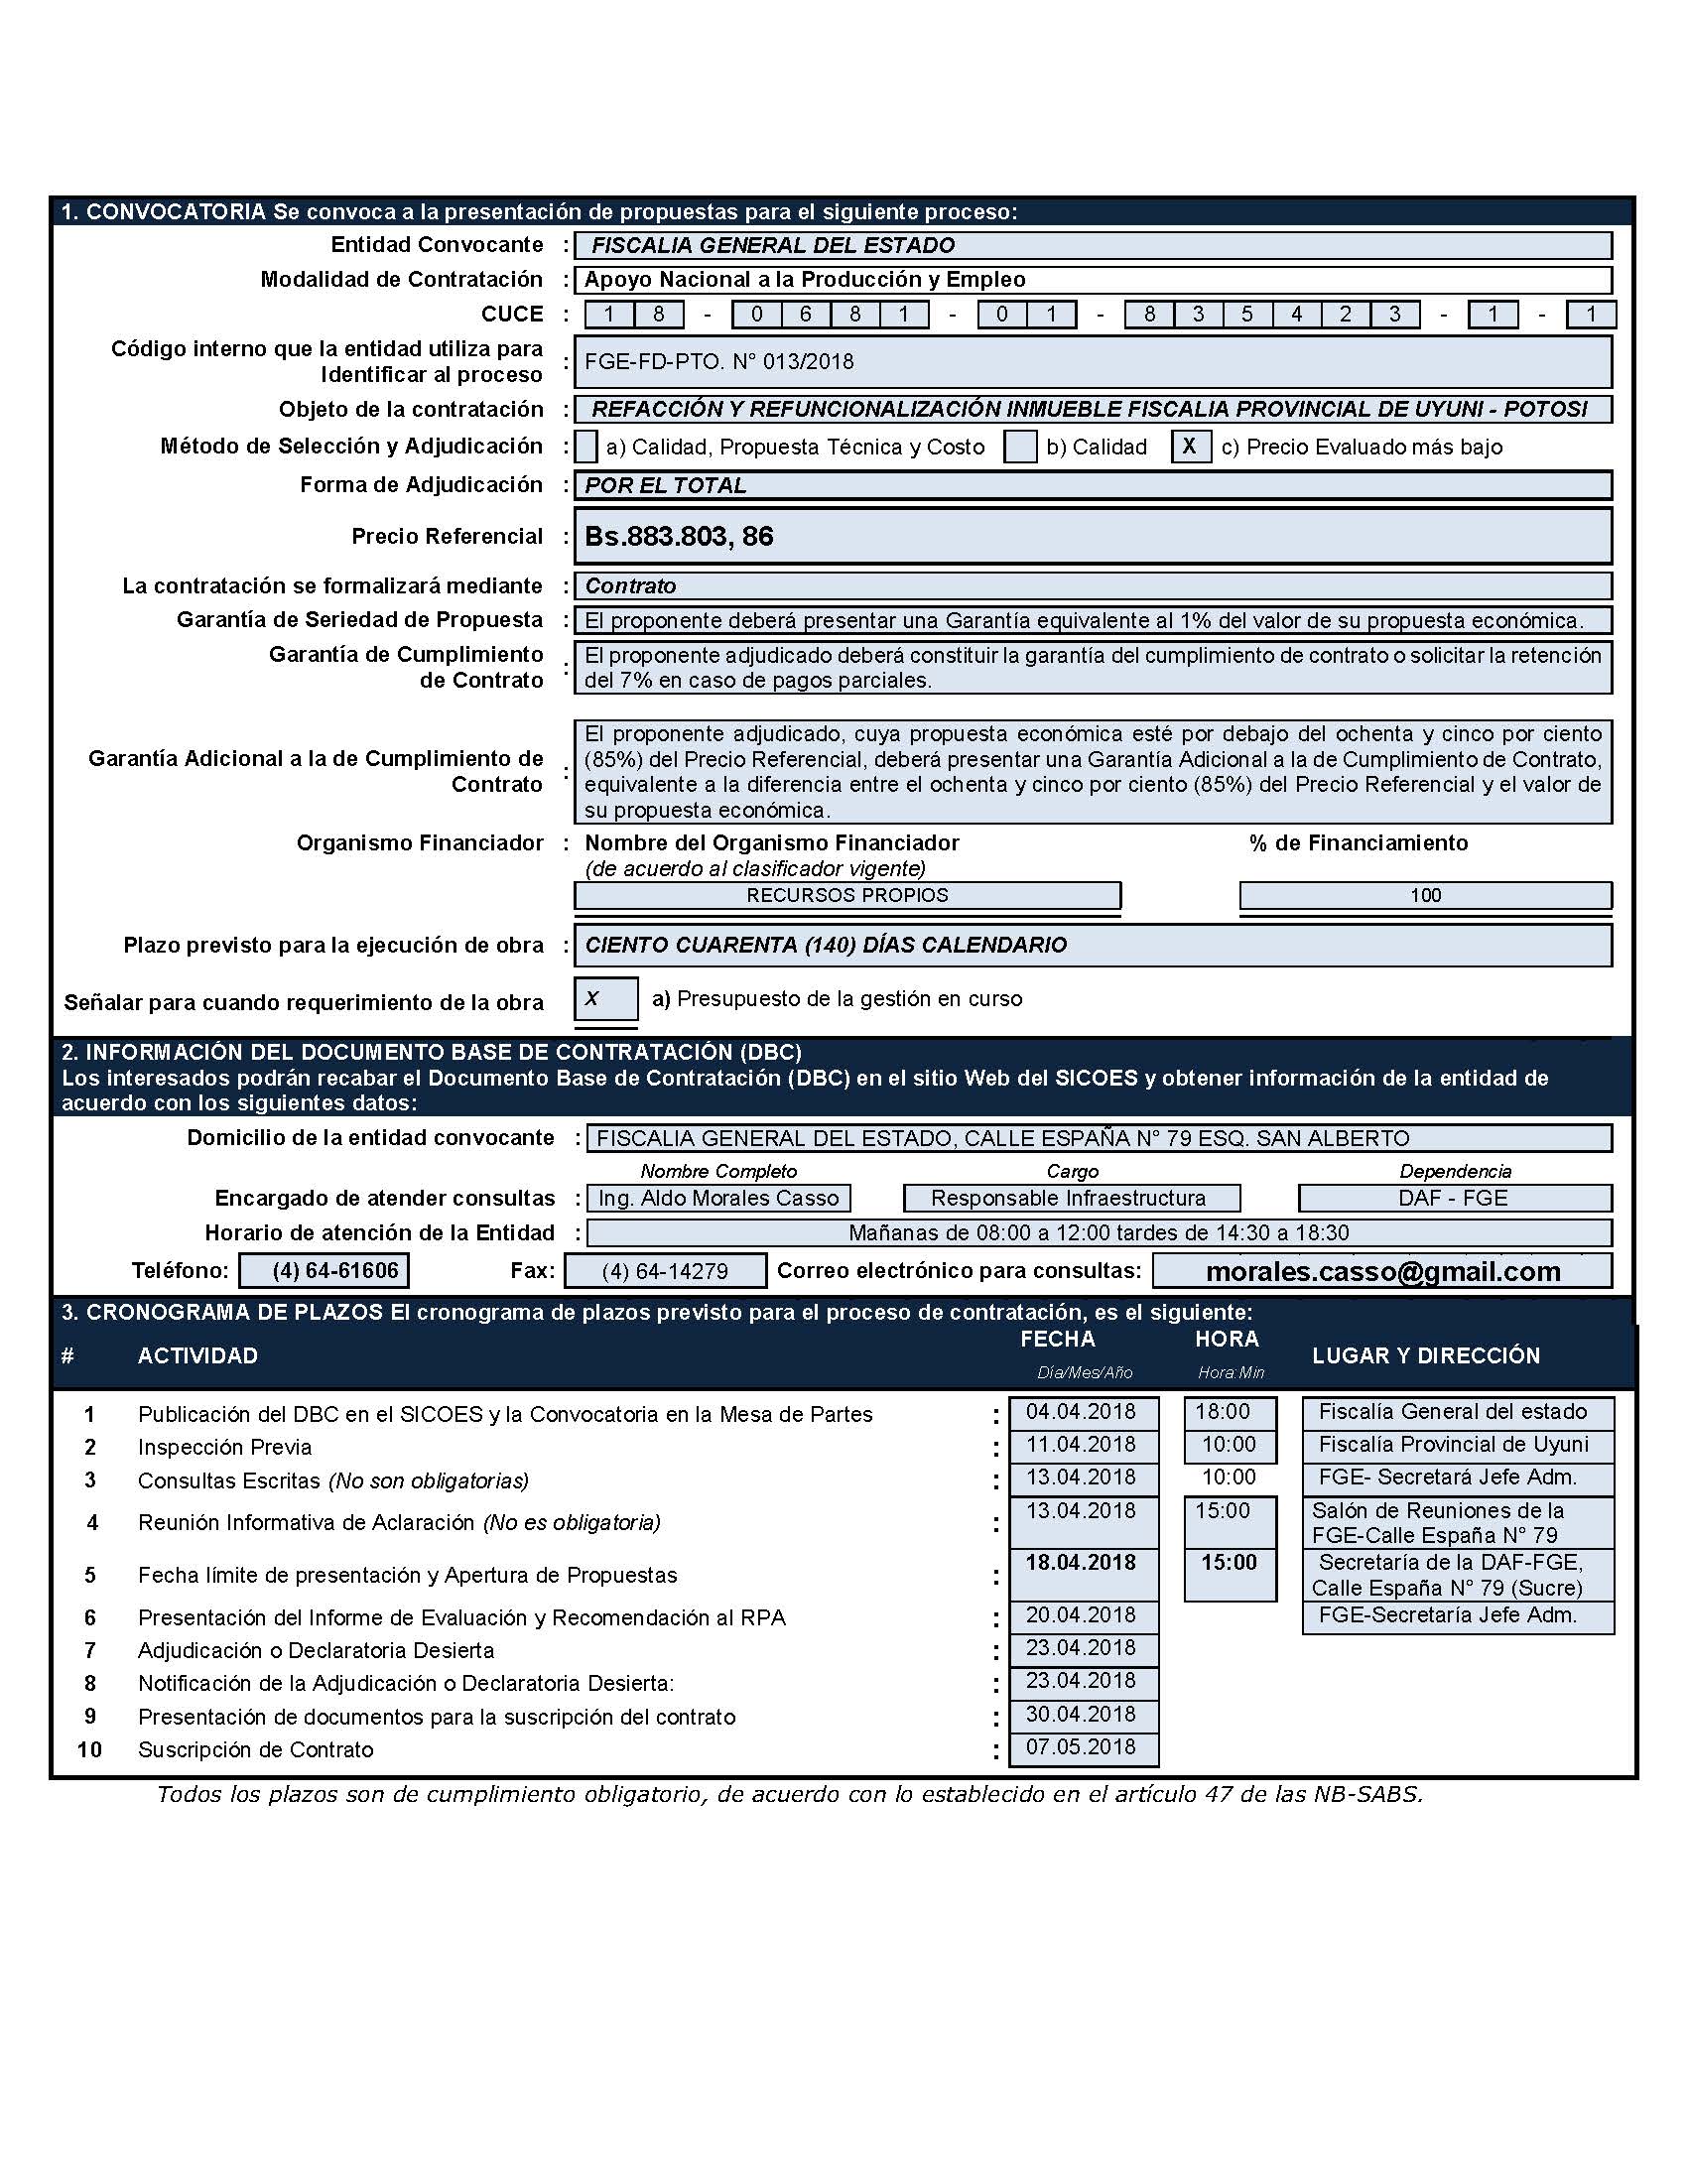 1. CONVOCATORIA Se convoca a la presentación de propuestas para el siguiente proceso:
Entidad Convocante : FISCALIA GENERAL DEL ESTADO
Modalidad de Contratación : Apoyo Nacional a la Producción y Empleo
CUCE : 1 8 - 0 6 8 1 - 0 1 - 8 3 5 4 2 3 - 1 - 1
Código interno que la entidad utiliza para
Identificar al proceso : FGE-FD-PTO. N° 013/2018
Objeto de la contratación : REFACCIÓN Y REFUNCIONALIZACIÓN INMUEBLE FISCALIA PROVINCIAL DE UYUNI - POTOSI
Método de Selección y Adjudicación : a) Calidad, Propuesta Técnica y Costo b) Calidad X c) Precio Evaluado más bajo
Forma de Adjudicación : POR EL TOTAL
Precio Referencial : Bs.883.803, 86
La contratación se formalizará mediante : Contrato
Garantía de Seriedad de Propuesta : El proponente deberá presentar una Garantía equivalente al 1% del valor de su propuesta económica.
Garantía de Cumplimiento
de Contrato :
El proponente adjudicado deberá constituir la garantía del cumplimiento de contrato o solicitar la retención
del 7% en caso de pagos parciales.
Garantía Adicional a la de Cumplimiento de
Contrato :
El proponente adjudicado, cuya propuesta económica esté por debajo del ochenta y cinco por ciento
(85%) del Precio Referencial, deberá presentar una Garantía Adicional a la de Cumplimiento de Contrato,
equivalente a la diferencia entre el ochenta y cinco por ciento (85%) del Precio Referencial y el valor de
su propuesta económica.
Organismo Financiador : Nombre del Organismo Financiador % de Financiamiento
(de acuerdo al clasificador vigente)
RECURSOS PROPIOS 100
Plazo previsto para la ejecución de obra : CIENTO CUARENTA (140) DÍAS CALENDARIO
Señalar para cuando requerimiento de la obra X a) Presupuesto de la gestión en curso
2. INFORMACIÓN DEL DOCUMENTO BASE DE CONTRATACIÓN (DBC)
Los interesados podrán recabar el Documento Base de Contratación (DBC) en el sitio Web del SICOES y obtener información de la entidad de
acuerdo con los siguientes datos:
Domicilio de la entidad convocante : FISCALIA GENERAL DEL ESTADO, CALLE ESPAÑA N° 79 ESQ. SAN ALBERTO
Nombre Completo Cargo Dependencia
Encargado de atender consultas : Ing. Aldo Morales Casso Responsable Infraestructura DAF - FGE
Horario de atención de la Entidad : Mañanas de 08:00 a 12:00 tardes de 14:30 a 18:30
Teléfono: (4) 64-61606 Fax: (4) 64-14279 Correo electrónico para consultas: morales.casso@gmail.com
3. CRONOGRAMA DE PLAZOS El cronograma de plazos previsto para el proceso de contratación, es el siguiente:
# ACTIVIDAD FECHA HORA LUGAR Y DIRECCIÓN
Día/Mes/Año Hora:Min
1 Publicación del DBC en el SICOES y la Convocatoria en la Mesa de Partes : 04.04.2018 18:00 Fiscalía General del estado
2 Inspección Previa : 11.04.2018 10:00 Fiscalía Provincial de Uyuni
3 Consultas Escritas (No son obligatorias) : 13.04.2018 10:00 FGE- Secretará Jefe Adm.
4 Reunión Informativa de Aclaración (No es obligatoria) : 13.04.2018 15:00 Salón de Reuniones de la
FGE-Calle España N° 79
5 Fecha límite de presentación y Apertura de Propuestas : 18.04.2018 15:00 Secretaría de la DAF-FGE,
Calle España N° 79 (Sucre)
6 Presentación del Informe de Evaluación y Recomendación al RPA : 20.04.2018 FGE-Secretaría Jefe Adm.
7 Adjudicación o Declaratoria Desierta : 23.04.2018
8 Notificación de la Adjudicación o Declaratoria Desierta: : 23.04.2018
9 Presentación de documentos para la suscripción del contrato : 30.04.2018
10 Suscripción de Contrato : 07.05.2018
Todos los plazos son de cumplimiento obligatorio, de acuerdo con lo establecido en el artículo 47 de las NB-SABS.